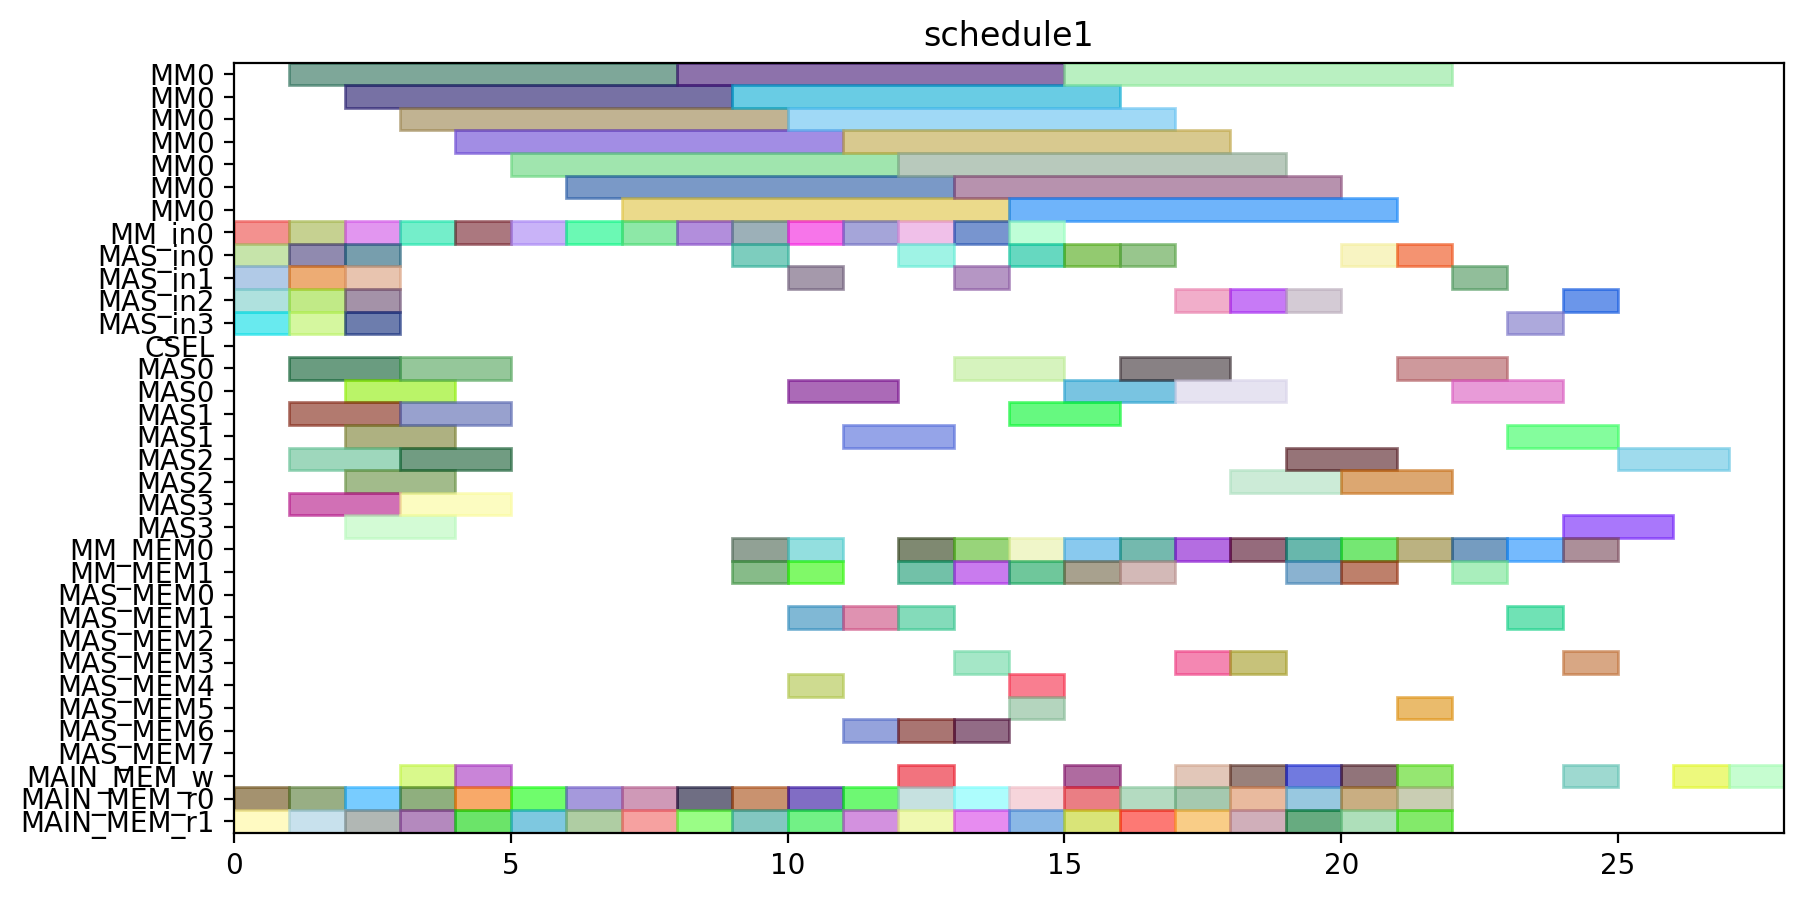 schedule1
MM0
MM0
MM0
MM0
MM0
MM0
MM0
MM_in0
MAS_in0
MAS_in1
MAS_in2
MAS_in3
CSEL
MAS0
MAS0
MAS1
MAS1
MAS2
MAS2
MAS3
MAS3
MM_MEM0
MM_MEM1
MAS_MEM0
MAS_MEM1
MAS_MEM2
MAS_MEM3
MAS_MEM4
MAS_MEM5
MAS_MEM6
MAS_MEM7
MAIN_MEM_w
MAIN_MEM_r0
MAIN_MEM_r1
0 5 10 15 20 25